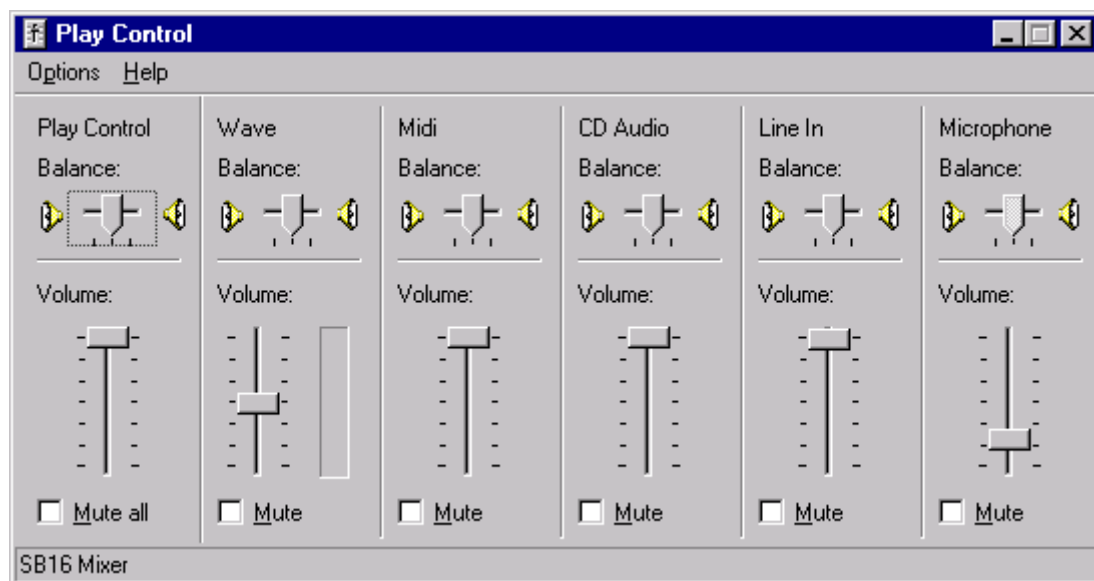 Play Control
Options Help
Play Control Wave Midi CD Audio Line In Microphone
Balance: Balance: Balance: Balance: Balance: Balance:
Volume: Volume: Volume: Volume: Volume: Volume:
Mute all Mute Mute Mute Mute Mute
SB16 Mixer